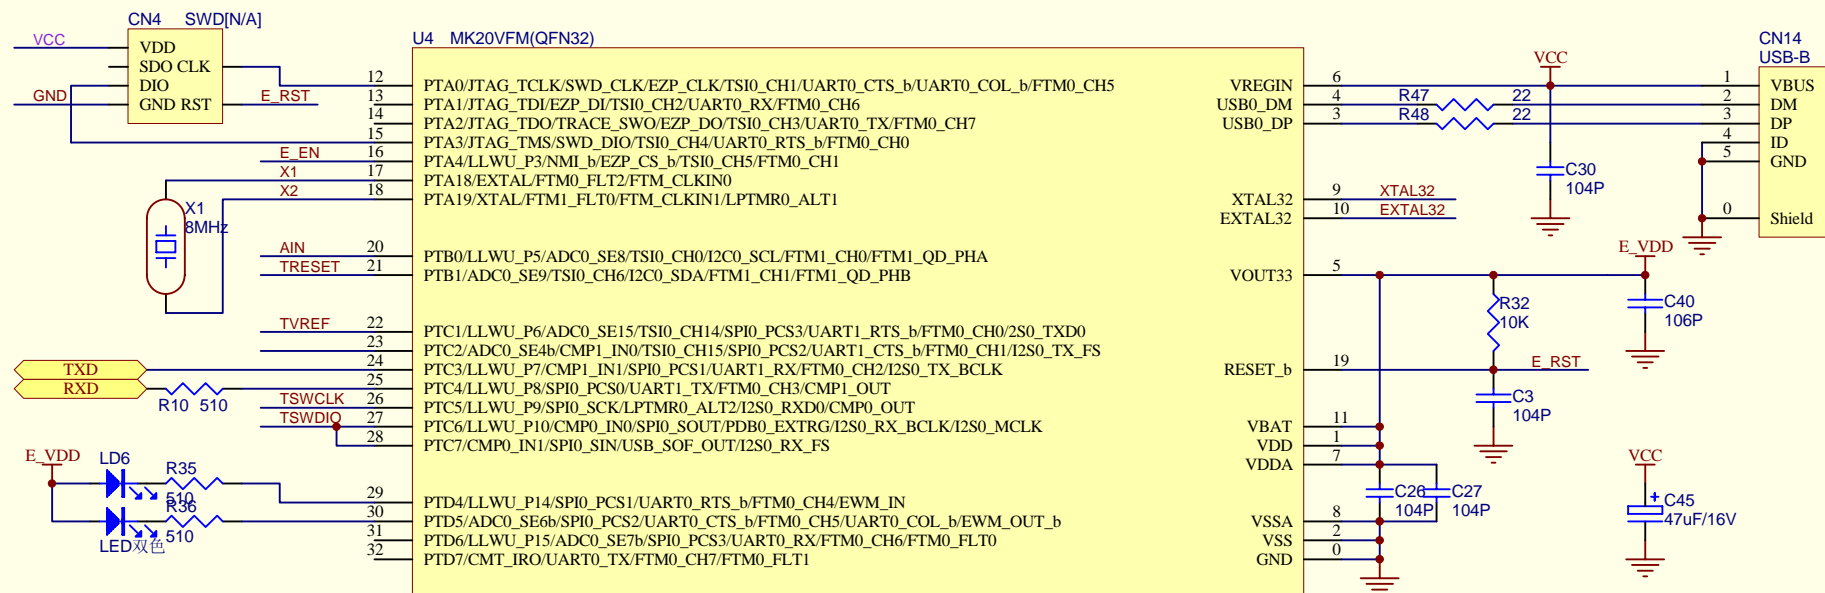 CN4 SWD[N/A]
VCC
VDD
SDO CLK
DIO
GND RST
GND
E_RST
U4 MK20VFM(QFN32)
12 PTA0/JTAG_TCLK/SWD_CLK/EZP_CLK/TSI0_CH1/UART0_CTS_b/UART0_COL_b/FTM0_CH5
13 PTA1/JTAG_TDI/EZP_DI/TSI0_CH2/UART0_RX/FTM0_CH6
14 PTA2/JTAG_TDO/TRACE_SWO/EZP_DO/TSI0_CH3/UART0_TX/FTM0_CH7
15 PTA3/JTAG_TMS/SWD_DIO/TSI0_CH4/UART0_RTS_b/FTM0_CH0
E_EN 16 PTA4/LLWU_P3/NMI_b/EZP_CS_b/TSI0_CH5/FTM0_CH1
X1 17 PTA18/EXTAL/FTM0_FLT2/FTM_CLKIN0
X2 18 PTA19/XTAL/FTM1_FLT0/FTM_CLKIN1/LPTMR0_ALT1
X1
8MHz
AIN 20 PTB0/LLWU_P5/ADC0_SE8/TSI0_CH0/I2C0_SCL/FTM1_CH0/FTM1_QD_PHA
TRESET 21 PTB1/ADC0_SE9/TSI0_CH6/I2C0_SDA/FTM1_CH1/FTM1_QD_PHB
TVREF 22 PTC1/LLWU_P6/ADC0_SE15/TSI0_CH14/SPI0_PCS3/UART1_RTS_b/FTM0_CH0/2S0_TXD0
23 PTC2/ADC0_SE4b/CMP1_IN0/TSI0_CH15/SPI0_PCS2/UART1_CTS_b/FTM0_CH1/I2S0_TX_FS
TXD 24 PTC3/LLWU_P7/CMP1_IN1/SPI0_PCS1/UART1_RX/FTM0_CH2/I2S0_TX_BCLK
RXD 25 PTC4/LLWU_P8/SPI0_PCS0/UART1_TX/FTM0_CH3/CMP1_OUT
R10 510
TSWCLK 26 PTC5/LLWU_P9/SPI0_SCK/LPTMR0_ALT2/I2S0_RXD0/CMP0_OUT
TSWDIO 27 PTC6/LLWU_P10/CMP0_IN0/SPI0_SOUT/PDB0_EXTRG/I2S0_RX_BCLK/I2S0_MCLK
28 PTC7/CMP0_IN1/SPI0_SIN/USB_SOF_OUT/I2S0_RX_FS
E_VDD
LD6
R35
510
R36
510
LED双色
29 PTD4/LLWU_P14/SPI0_PCS1/UART0_RTS_b/FTM0_CH4/EWM_IN
30 PTD5/ADC0_SE6b/SPI0_PCS2/UART0_CTS_b/FTM0_CH5/UART0_COL_b/EWM_OUT_b
31 PTD6/LLWU_P15/ADC0_SE7b/SPI0_PCS3/UART0_RX/FTM0_CH6/FTM0_FLT0
32 PTD7/CMT_IRO/UART0_TX/FTM0_CH7/FTM0_FLT1
VREGIN 6
USB0_DM 4
USB0_DP 3
XTAL32 9 XTAL32
EXTAL32 10 EXTAL32
VOUT33 5
RESET_b 19 E_RST
VBAT 11
VDD 1
VDDA 7
VSSA 8
VSS 2
GND 0
VCC
R47 22
R48 22
C30
104P
CN14
USB-B
1 VBUS
2 DM
3 DP
4 ID
5 GND
0 Shield
E_VDD
R32
10K
C40
106P
C3
104P
C26
104P
C27
104P
VCC
C45
47uF/16V